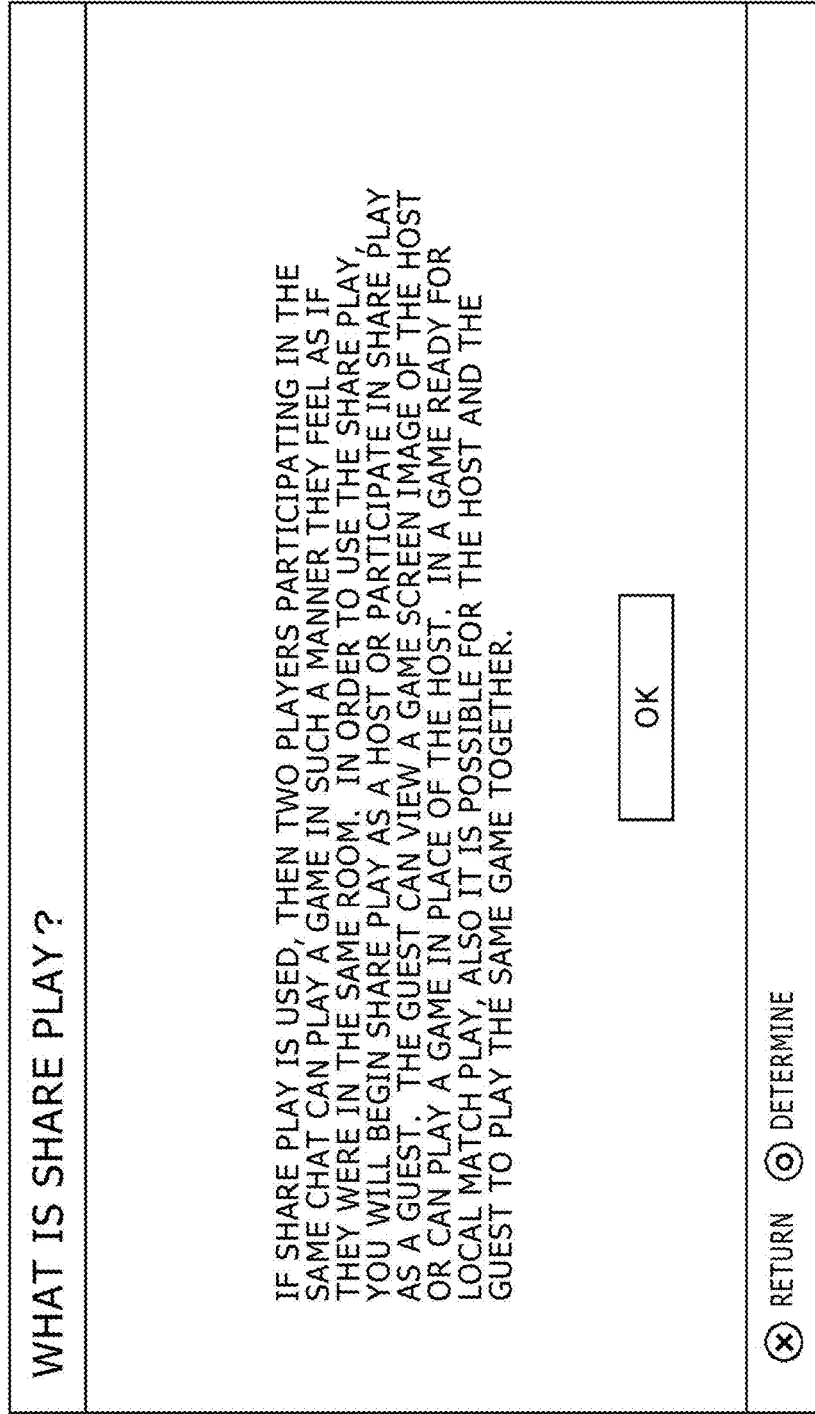 WHAT IS SHARE PLAY?
IF SHARE PLAY IS USED, THEN TWO PLAYERS PARTICIPATING IN THE
SAME CHAT CAN PLAY A GAME IN SUCH A MANNER THEY FEEL AS IF
THEY WERE IN THE SAME ROOM. IN ORDER TO USE THE SHARE PLAY,
YOU WILL BEGIN SHARE PLAY AS A HOST OR PARTICIPATE IN SHARE PLAY
AS A GUEST. THE GUEST CAN VIEW A GAME SCREEN IMAGE OF THE HOST
OR CAN PLAY A GAME IN PLACE OF THE HOST. IN A GAME READY FOR
LOCAL MATCH PLAY, ALSO IT IS POSSIBLE FOR THE HOST AND THE
GUEST TO PLAY THE SAME GAME TOGETHER.
OK
RETURN DETERMINE